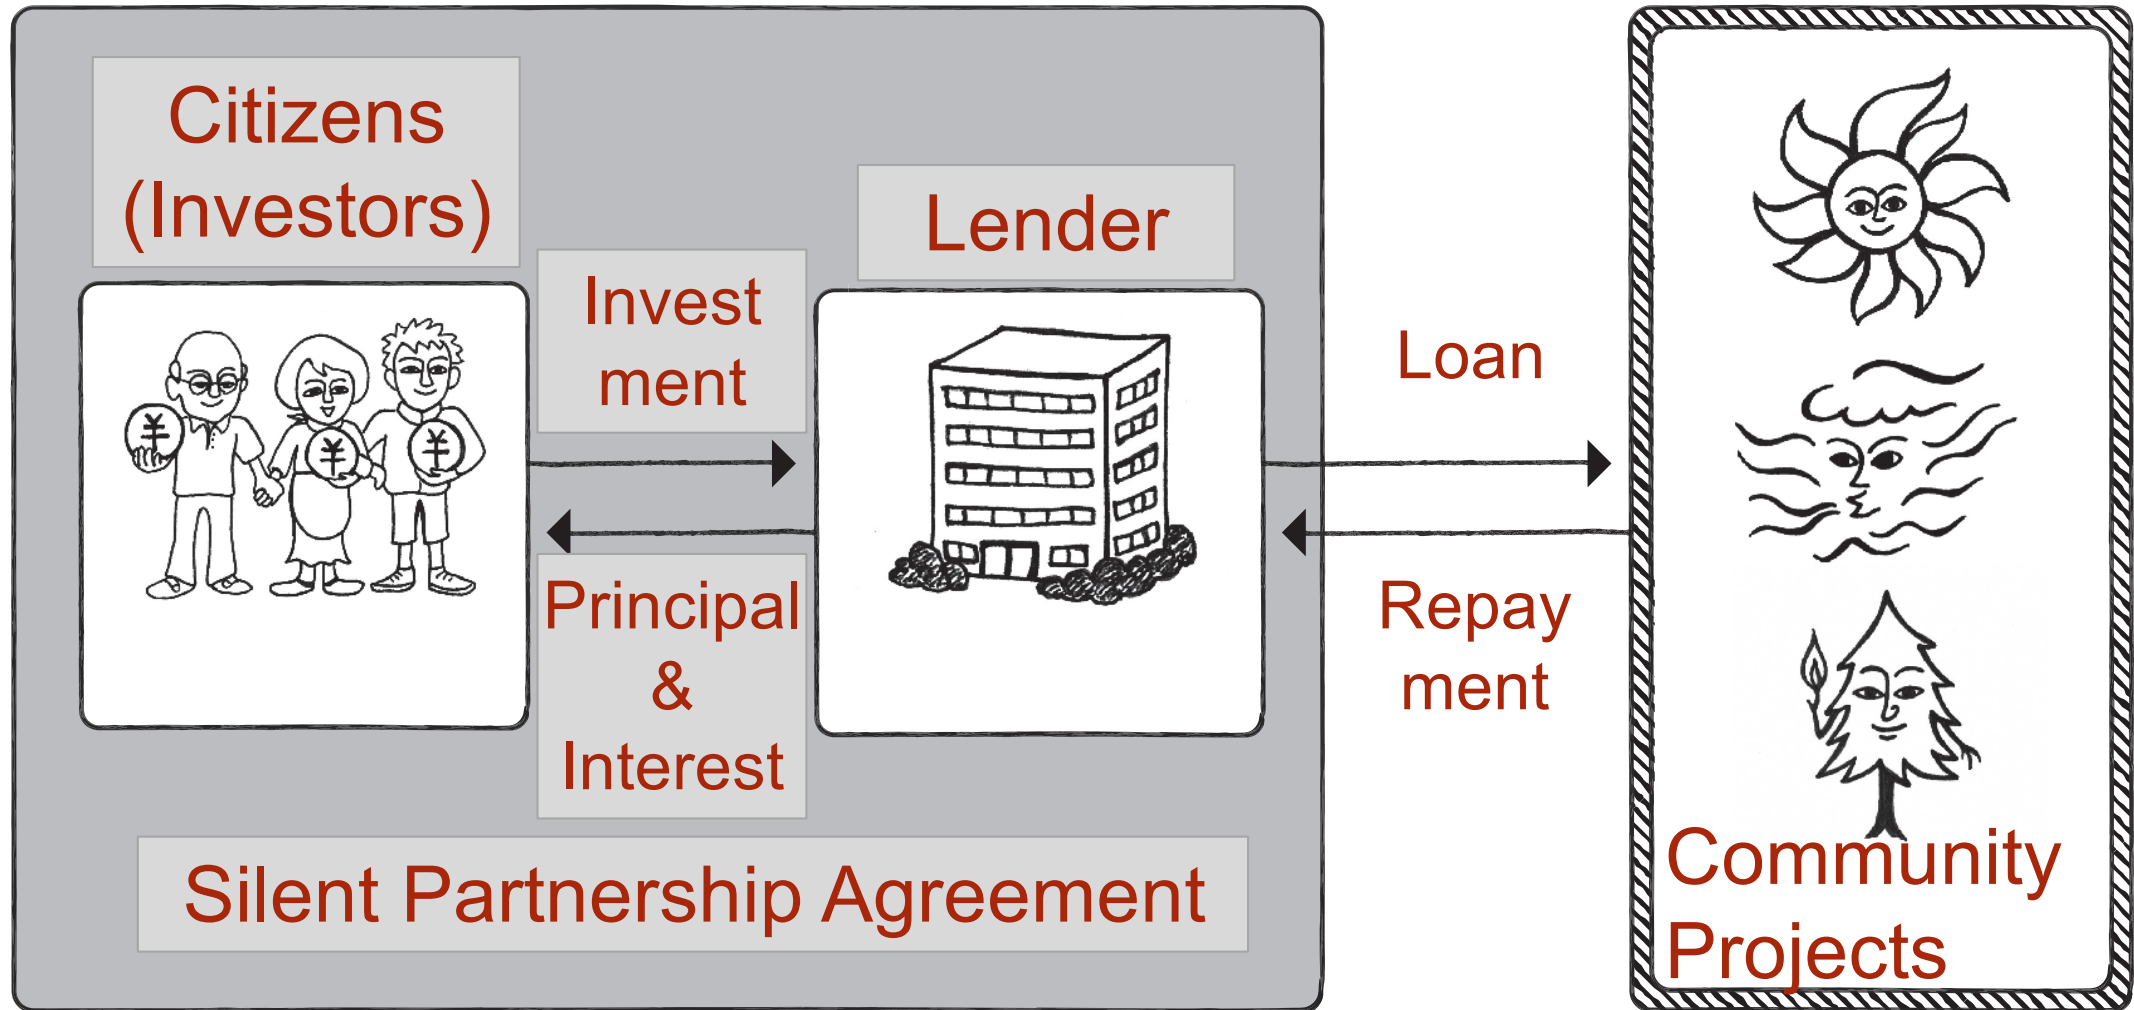 Citizens
(Investors)
Lender
Invest
ment
Loan
¥
¥
¥
Principal
&
Interest
Repay
ment
Silent Partnership Agreement
Community
Projects